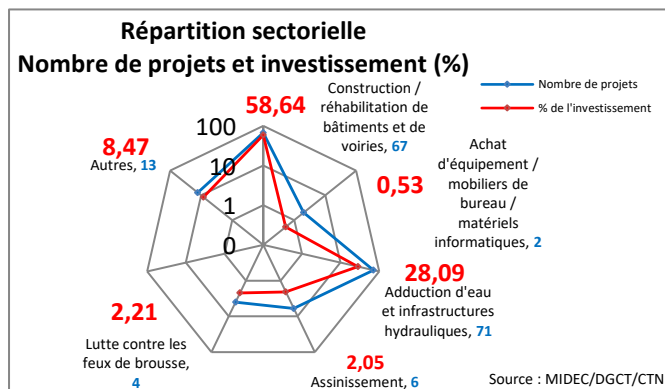 Répartition sectorielle
Nombre de projets et investissement (%)
Nombre de projets
% de l'investissement
58,64
Construction /
réhabilitation de
bâtiments et de
voiries, 67
0,53
Achat
d'équipement /
mobiliers de
bureau /
matériels
informatiques, 2
28,09
Adduction d'eau
et infrastructures
hydrauliques, 71
2,05
Assinissement, 6
2,21
Lutte contre les
feux de brousse,
4
8,47
Autres, 13
100
10
1
0
Source : MIDEC/DGCT/CTN